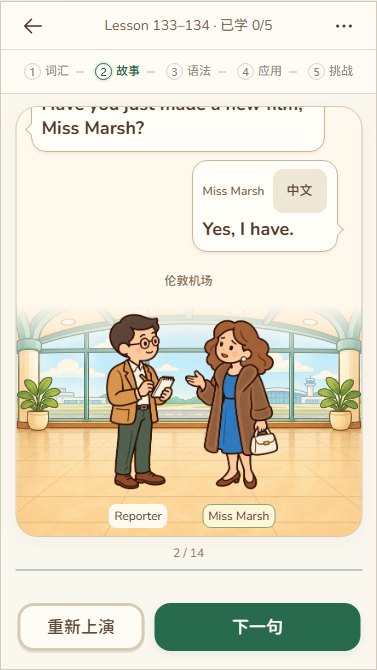 Lesson 133–134 · 已学 0/5
1 词汇 – 2 故事 – 3 语法 – 4 应用 – 5 挑战
Have you just made a new film,
Miss Marsh?
Miss Marsh 中文
Yes, I have.
伦敦机场
Reporter Miss Marsh
2 / 14
重新上演 下一句